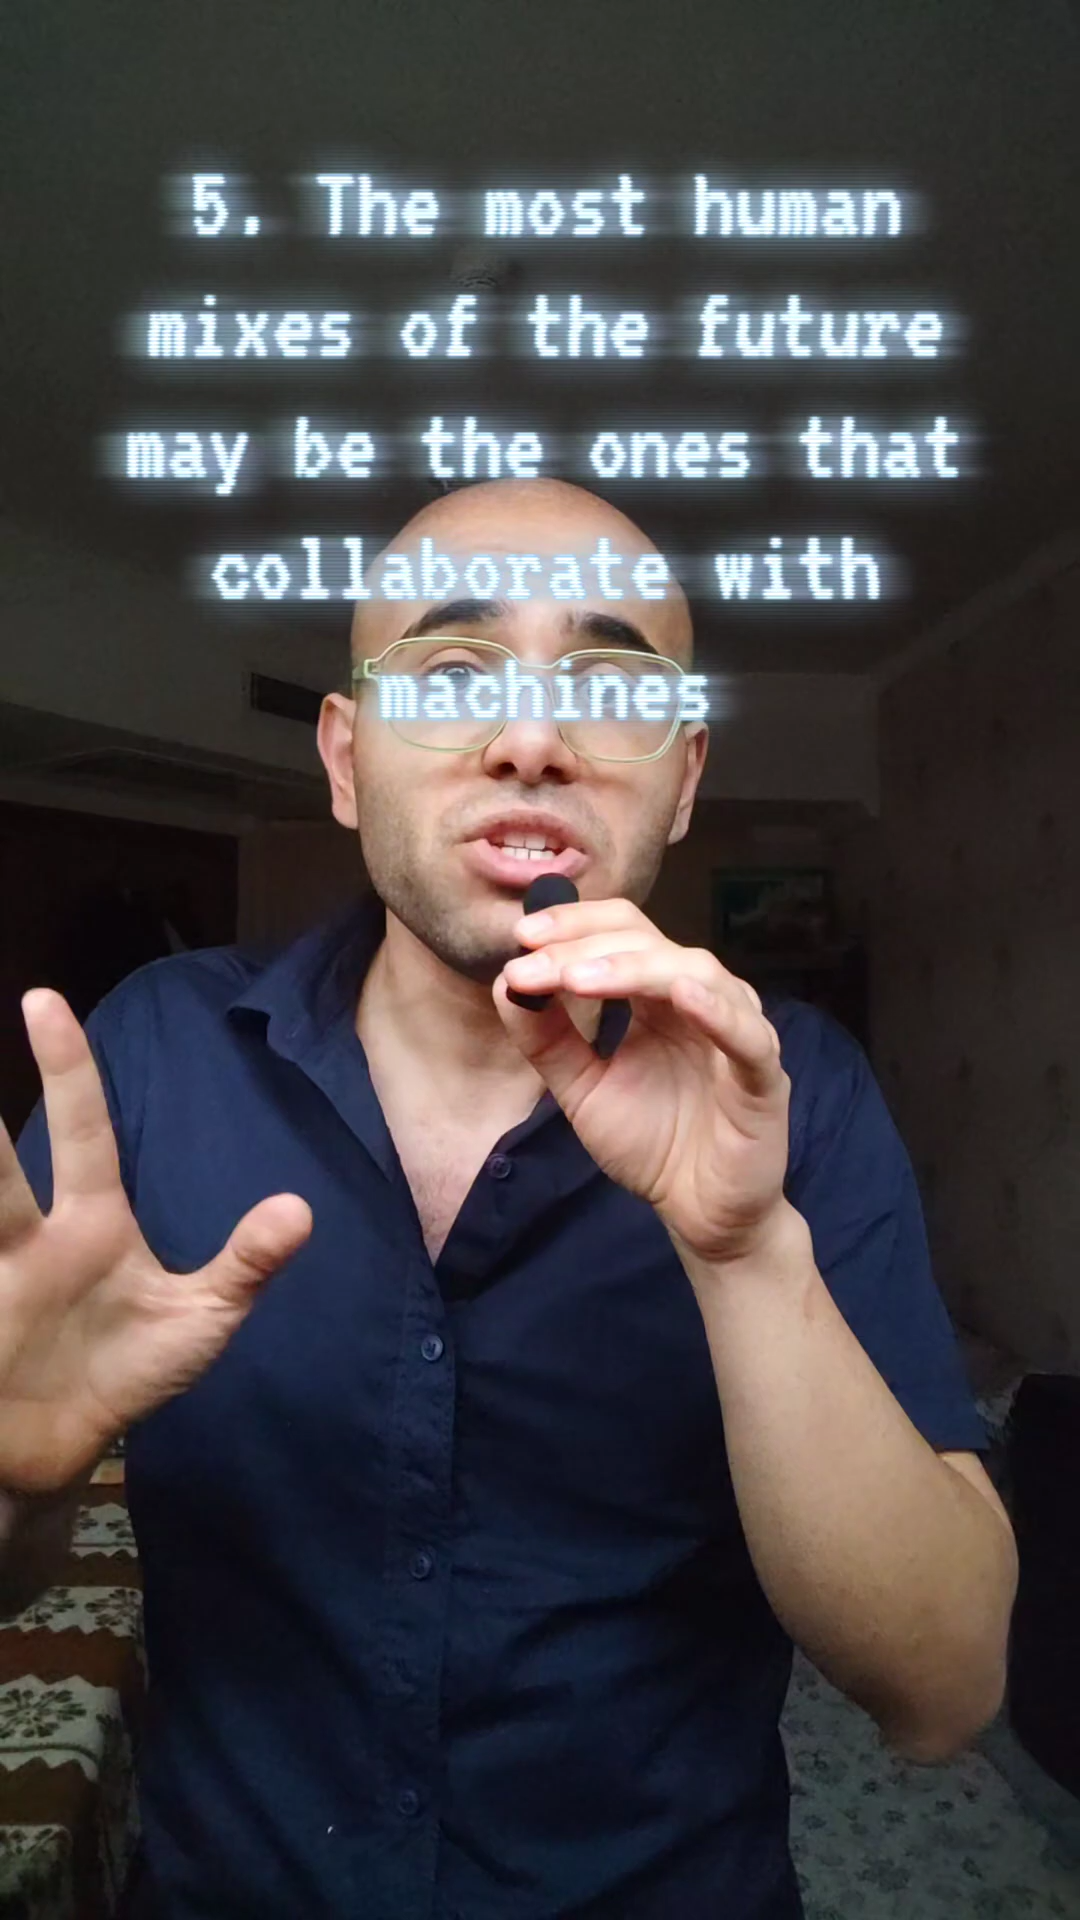 5. The most human
mixes of the future
may be the ones that
collaborate with
machines